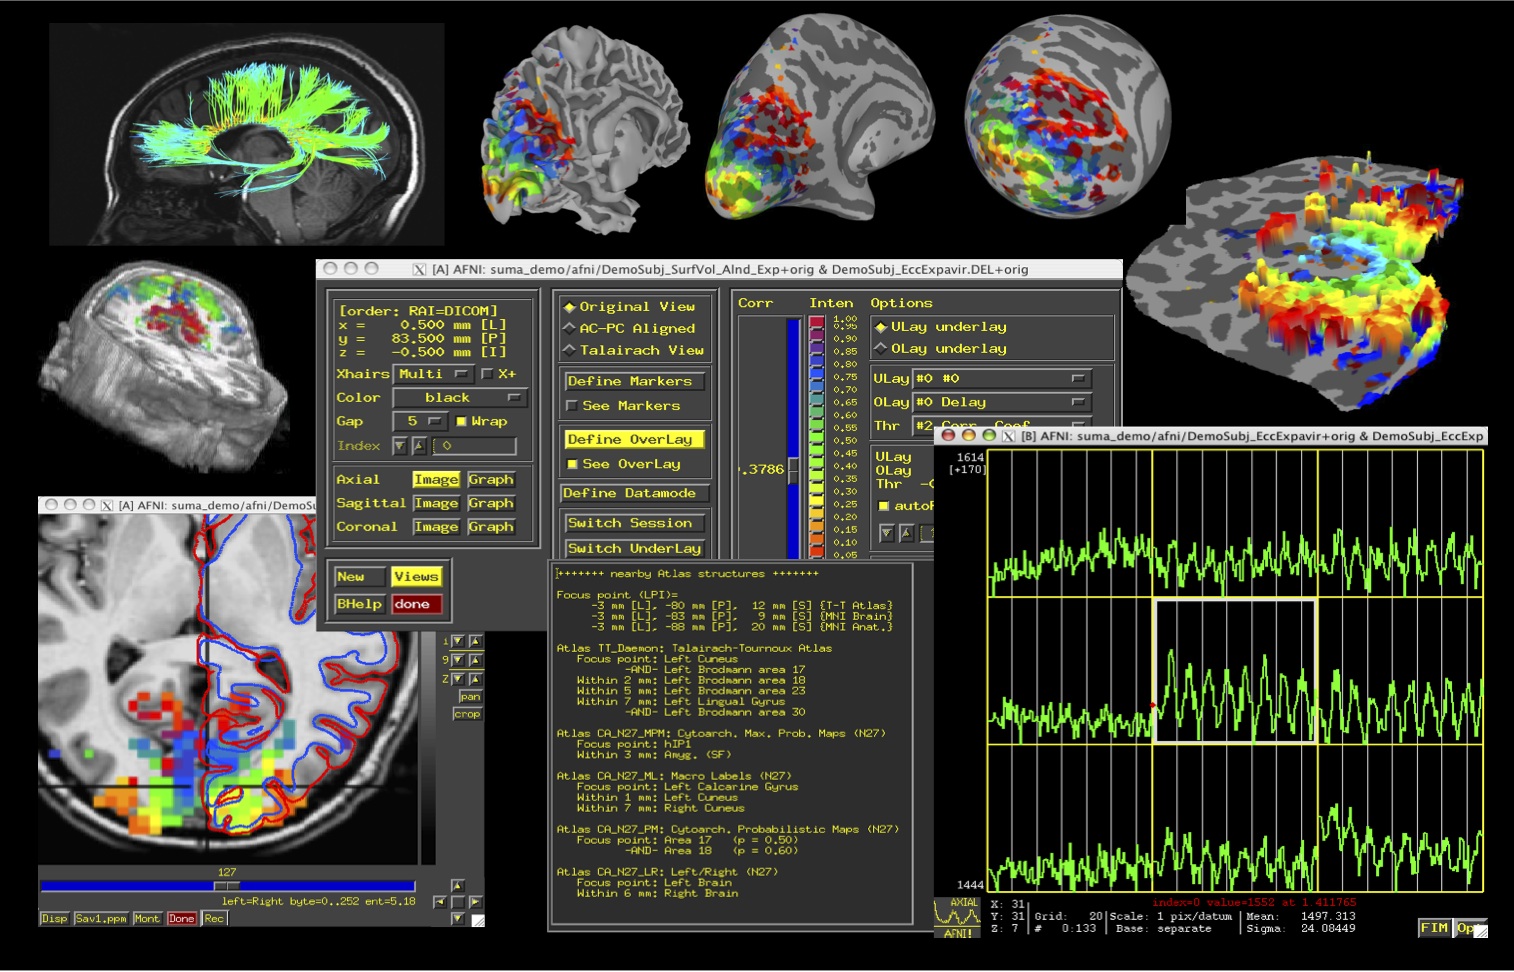 [A] AFNI: suma_demo/afni/DemoSubj_SurfVol_Alnd_Exp+orig & DemoSubj_EccExpavir.DEL+orig
[order: RAI=DICOM]
x = 0.500 mm [L]
y = 83.500 mm [P]
z = -0.500 mm [I]
Xhairs Multi X+
Color black
Gap 5 Wrap
Index 0
Axial Image Graph
Sagittal Image Graph
Coronal Image Graph
New Views
BHelp done
Original View
AC-PC Aligned
Talairach View
Define Markers
See Markers
Define OverLay
See OverLay
Define Datamode
Switch Session
Switch UnderLay
Corr Inten Options
.3786
1.00
0.95
0.90
0.85
0.80
0.75
0.70
0.65
0.60
0.55
0.50
0.45
0.40
0.35
0.30
0.25
0.20
0.15
0.10
0.05
ULay underlay
OLay underlay
ULay #0 #0
OLay #0 Delay
Thr #2 Corr. Coef.
ULay
OLay
Thr
[A] AFNI: suma_demo/afni/DemoSu
i
9
Z
pan
crop
127
left=Right byte=0..252 ent=5.18
Disp Sav1.ppm Mont Done Rec
+++++++ nearby Atlas structures +++++++
Focus point (LPI)=
-3 mm [L], -80 mm [P], 12 mm [S] {T-T Atlas}
-3 mm [L], -83 mm [P], 9 mm [S] {MNI Brain}
-3 mm [L], -88 mm [P], 20 mm [S] {MNI Anat.}
Atlas TT_Daemon: Talairach-Tournoux Atlas
Focus point: Left Cuneus
-AND- Left Brodmann area 17
Within 2 mm: Left Brodmann area 18
Within 5 mm: Left Brodmann area 23
Within 7 mm: Left Lingual Gyrus
-AND- Left Brodmann area 30
Atlas CA_N27_MPM: Cytoarch. Max. Prob. Maps (N27)
Focus point: hIP1
Within 3 mm: Amyg. (SF)
Atlas CA_N27_ML: Macro Labels (N27)
Focus point: Left Calcarine Gyrus
Within 1 mm: Left Cuneus
Within 7 mm: Right Cuneus
Atlas CA_N27_PM: Cytoarch. Probabilistic Maps (N27)
Focus point: Area 17 (p = 0.50)
-AND- Area 18 (p = 0.60)
Atlas CA_N27_LR: Left/Right (N27)
Focus point: Left Brain
Within 6 mm: Right Brain
[B] AFNI: suma_demo/afni/DemoSubj_EccExpavir+orig & DemoSubj_EccExp
1614
[+170]
1444
index=0 value=1552 at 1.411765
AXIAL
AFNI!
X: 31
Y: 31 Grid: 20 Scale: 1 pix/datum Mean: 1497.313
Z: 7 # 0:133 Base: separate Sigma: 24.08449
FIM Op